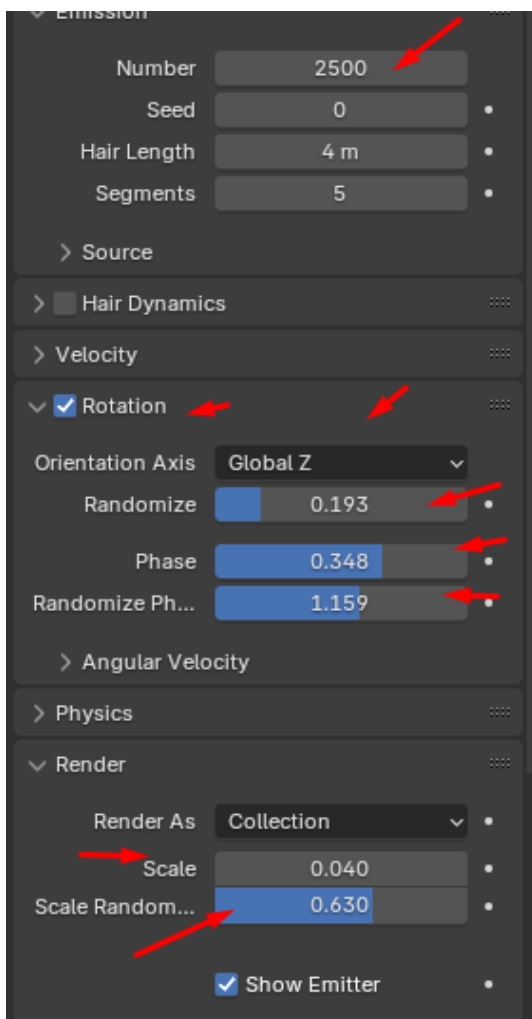 Emission
Number 2500
Seed 0
Hair Length 4 m
Segments 5
Source
Hair Dynamics
Velocity
Rotation
Orientation Axis Global Z
Randomize 0.193
Phase 0.348
Randomize Ph... 1.159
Angular Velocity
Physics
Render
Render As Collection
Scale 0.040
Scale Random... 0.630
Show Emitter